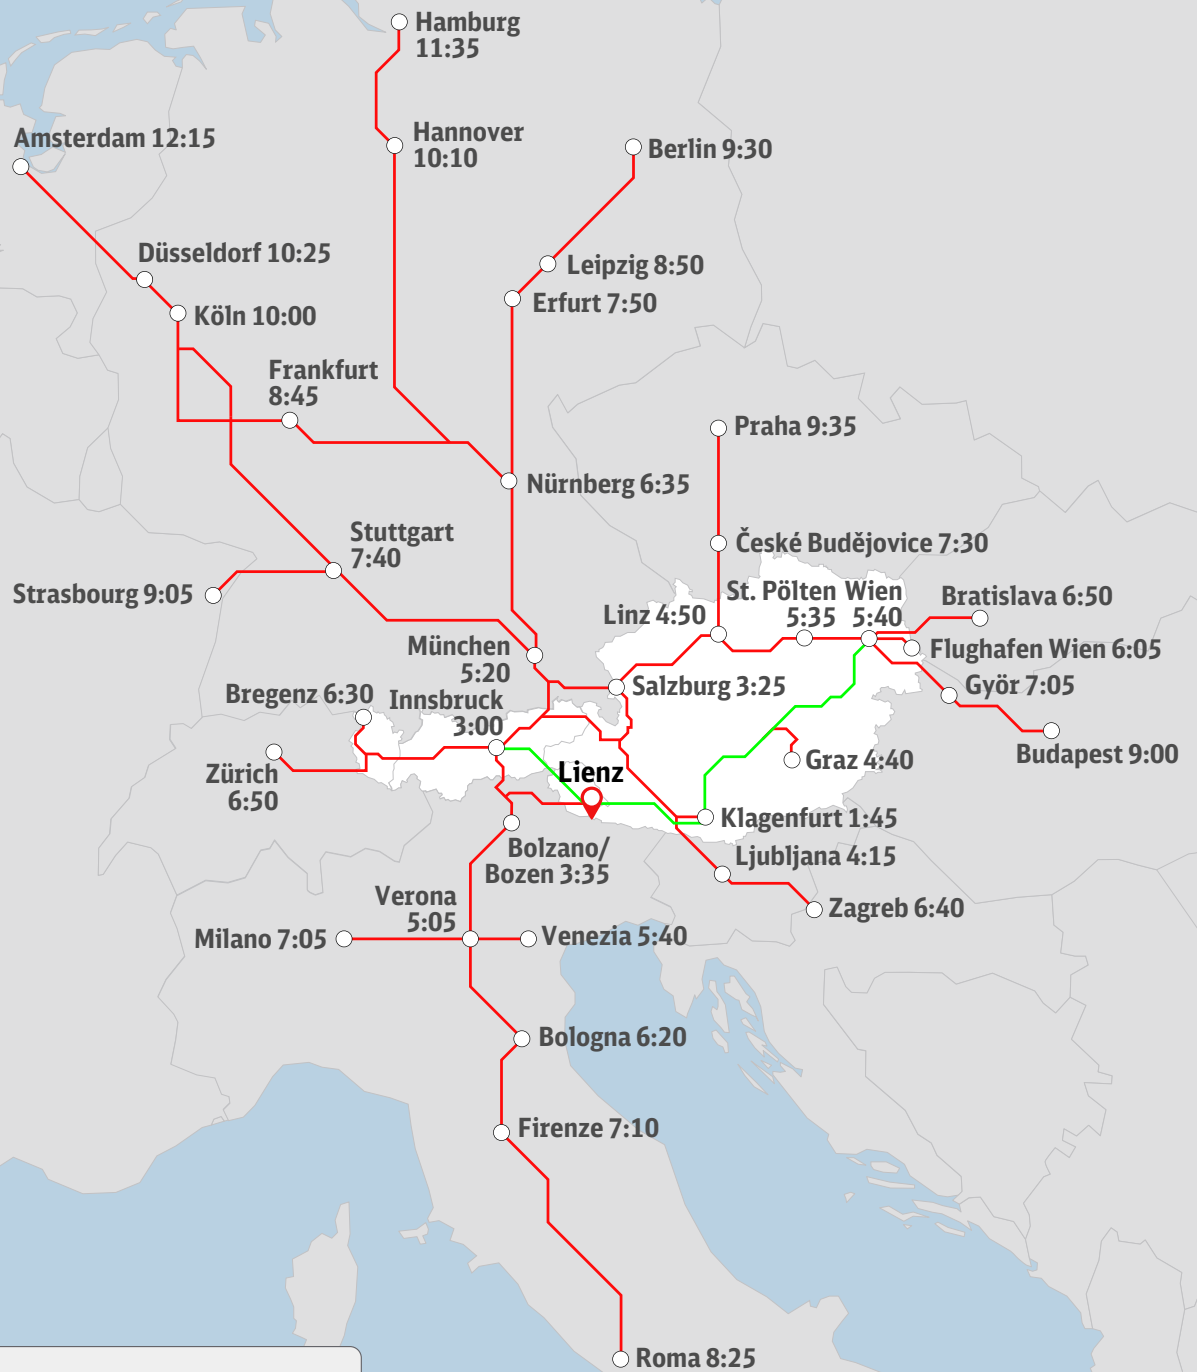 Hamburg
11:35
Hannover
10:10
Amsterdam 12:15
Berlin 9:30
Düsseldorf 10:25
Leipzig 8:50
Erfurt 7:50
Köln 10:00
Frankfurt
8:45
Praha 9:35
Nürnberg 6:35
Stuttgart
7:40
České Budějovice 7:30
Strasbourg 9:05
St. Pölten
5:35
Wien
5:40
Bratislava 6:50
Linz 4:50
Flughafen Wien 6:05
München
5:20
Salzburg 3:25
Györ 7:05
Bregenz 6:30
Innsbruck
3:00
Budapest 9:00
Zürich
6:50
Lienz
Graz 4:40
Klagenfurt 1:45
Bolzano/
Bozen 3:35
Ljubljana 4:15
Verona
5:05
Zagreb 6:40
Milano 7:05
Venezia 5:40
Bologna 6:20
Firenze 7:10
Roma 8:25